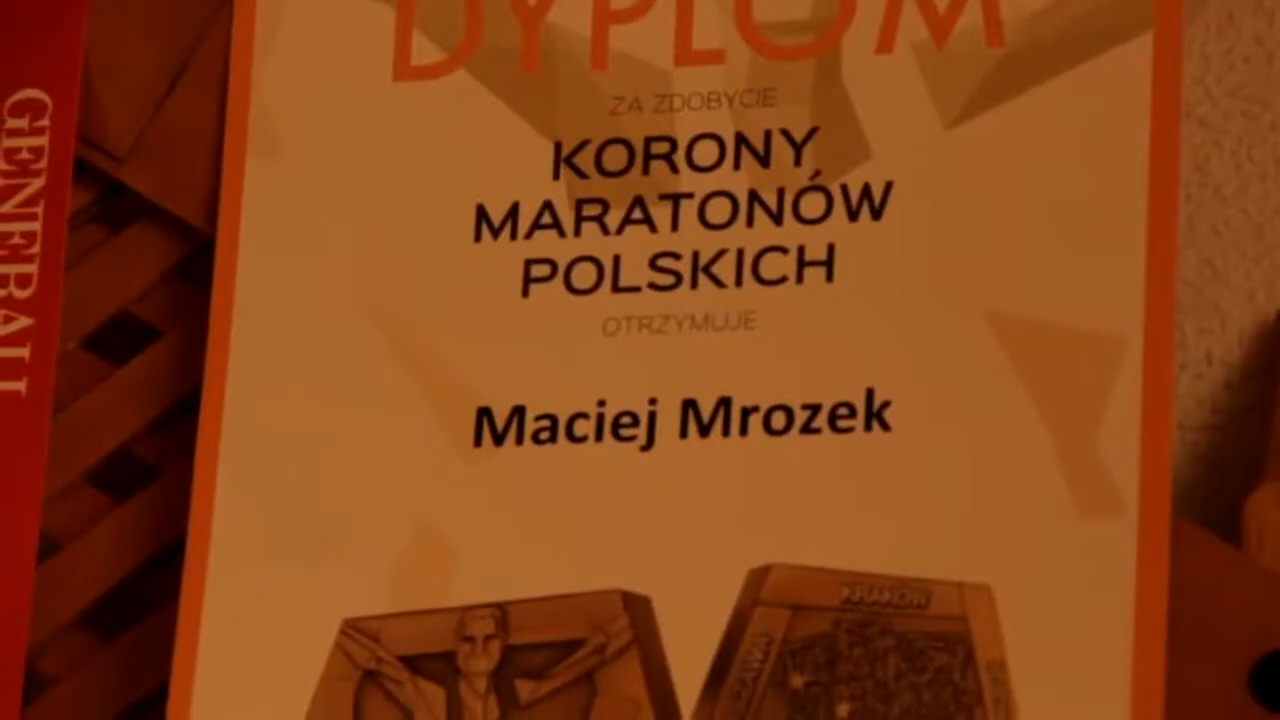 GENERALI
DYPLOM
ZA ZDOBYCIE
KORONY
MARATONÓW
POLSKICH
OTRZYMUJE
Maciej Mrozek
KRAKÓW